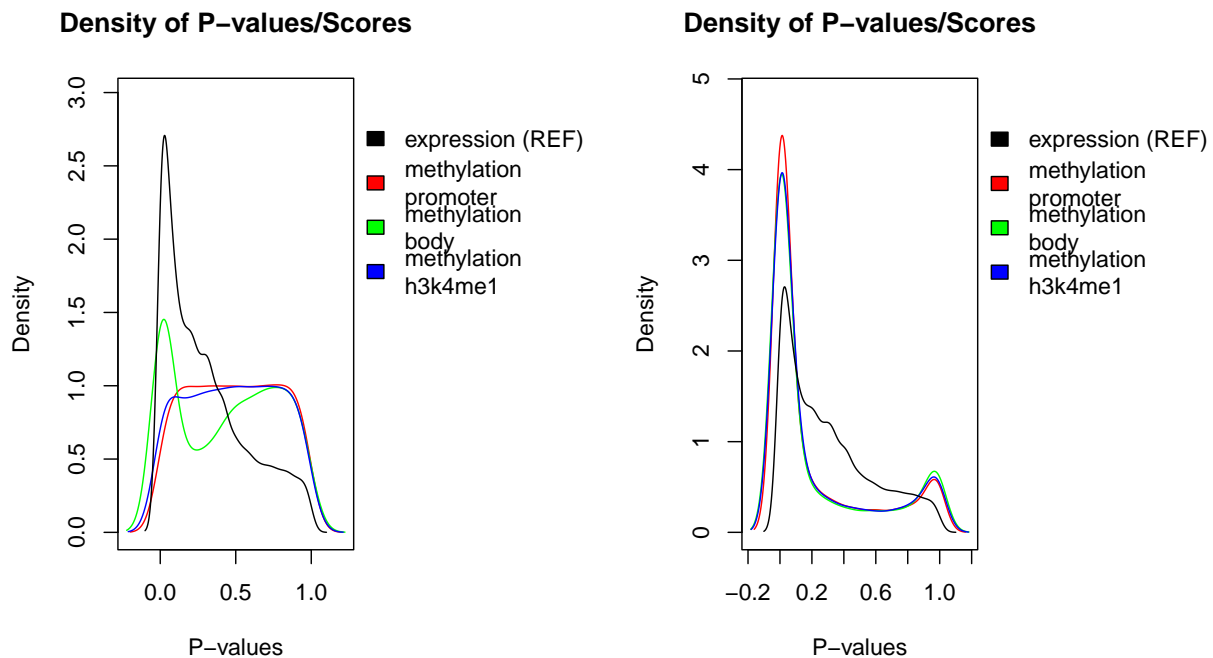 Density of P−values/Scores
3.0
2.5
2.0
1.5
1.0
0.5
0.0
Density
0.0 0.5 1.0
P−values
expression (REF)
methylation
promoter
methylation
body
methylation
h3k4me1
Density of P−values/Scores
5
4
3
2
1
0
Density
−0.2 0.2 0.6 1.0
P−values
expression (REF)
methylation
promoter
methylation
body
methylation
h3k4me1